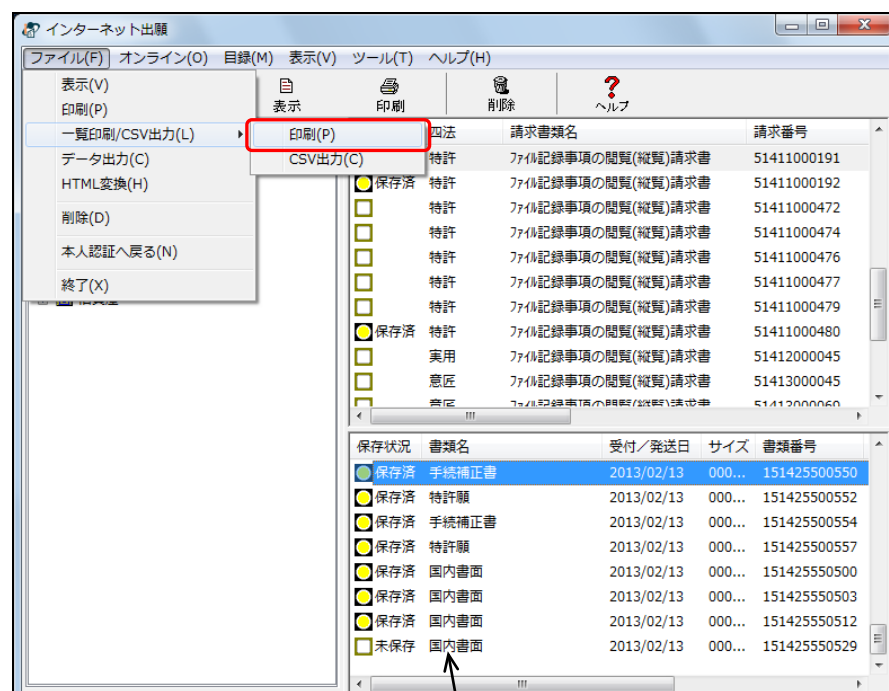 インターネット出願
ファイル(F) オンライン(O) 目録(M) 表示(V) ツール(T) ヘルプ(H)
表示 印刷 削除 ヘルプ
表示(V)
印刷(P)
一覧印刷/CSV出力(L)
データ出力(C)
HTML変換(H)
削除(D)
本人認証へ戻る(N)
終了(X)
印刷(P)
CSV出力(C)
四法 請求書類名 請求番号
特許 ファイル記録事項の閲覧(縦覧)請求書 51411000191
保存済 特許 ファイル記録事項の閲覧(縦覧)請求書 51411000192
特許 ファイル記録事項の閲覧(縦覧)請求書 51411000472
特許 ファイル記録事項の閲覧(縦覧)請求書 51411000474
特許 ファイル記録事項の閲覧(縦覧)請求書 51411000476
特許 ファイル記録事項の閲覧(縦覧)請求書 51411000477
特許 ファイル記録事項の閲覧(縦覧)請求書 51411000479
保存済 特許 ファイル記録事項の閲覧(縦覧)請求書 51411000480
実用 ファイル記録事項の閲覧(縦覧)請求書 51412000045
意匠 ファイル記録事項の閲覧(縦覧)請求書 51413000045
意匠 ファイル記録事項の閲覧(縦覧)請求書 51413000060
保存状況 書類名 受付/発送日 サイズ 書類番号
保存済 手続補正書 2013/02/13 000... 151425500550
保存済 特許願 2013/02/13 000... 151425500552
保存済 手続補正書 2013/02/13 000... 151425500554
保存済 特許願 2013/02/13 000... 151425500557
保存済 国内書面 2013/02/13 000... 151425550500
保存済 国内書面 2013/02/13 000... 151425550503
保存済 国内書面 2013/02/13 000... 151425550512
未保存 国内書面 2013/02/13 000... 151425550529